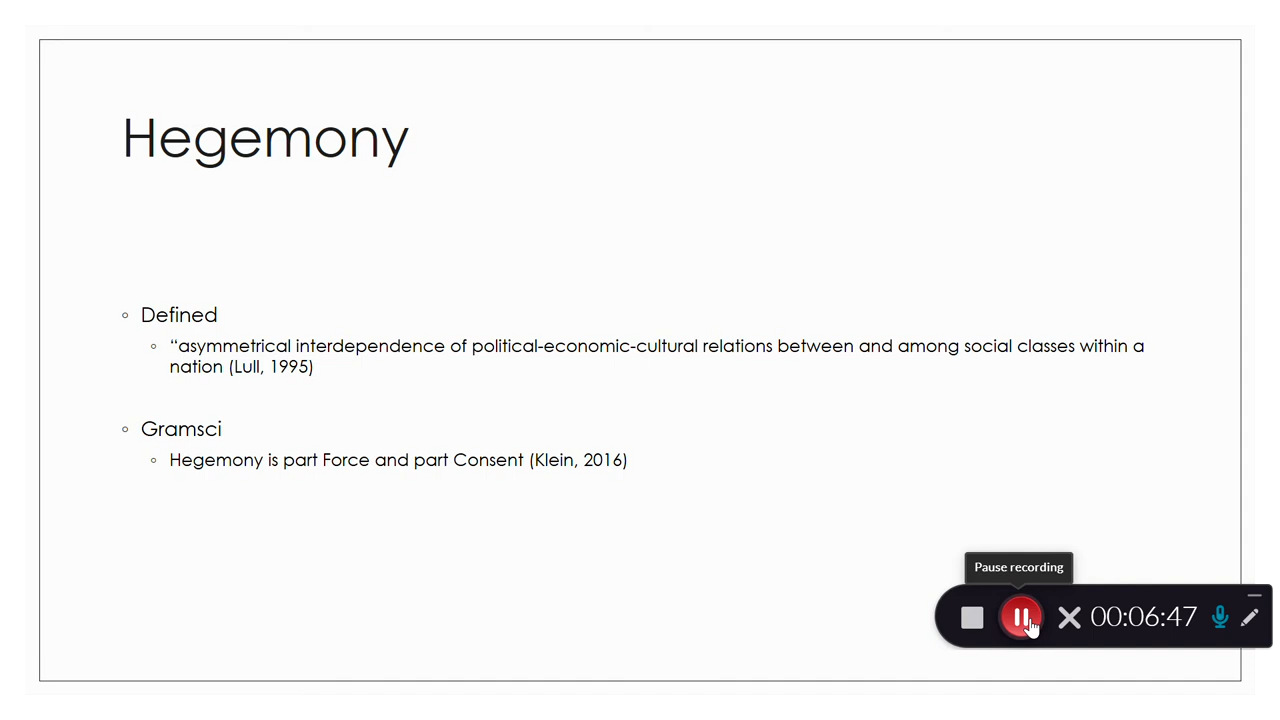 Hegemony
Defined
“asymmetrical interdependence of political-economic-cultural relations between and among social classes within a
nation (Lull, 1995)
Gramsci
Hegemony is part Force and part Consent (Klein, 2016)
Pause recording
00:06:47